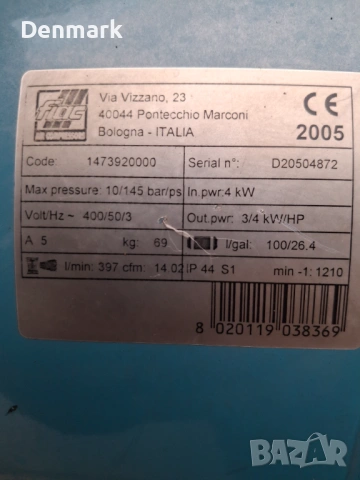 Denmark
fiac
Via Vizzano, 23
40044 Pontecchio Marconi
Bologna - ITALIA
CE
2005
Code: 1473920000 Serial n°: D20504872
Max pressure: 10/145 bar/ps In.pwr:4 kW
Volt/Hz ~ 400/50/3 Out.pwr: 3/4 kW/HP
A 5 kg: 69 l/gal: 100/26.4
l/min: 397 cfm: 14.02 IP 44 S1 min -1: 1210
8 020119 038369
BAZAR